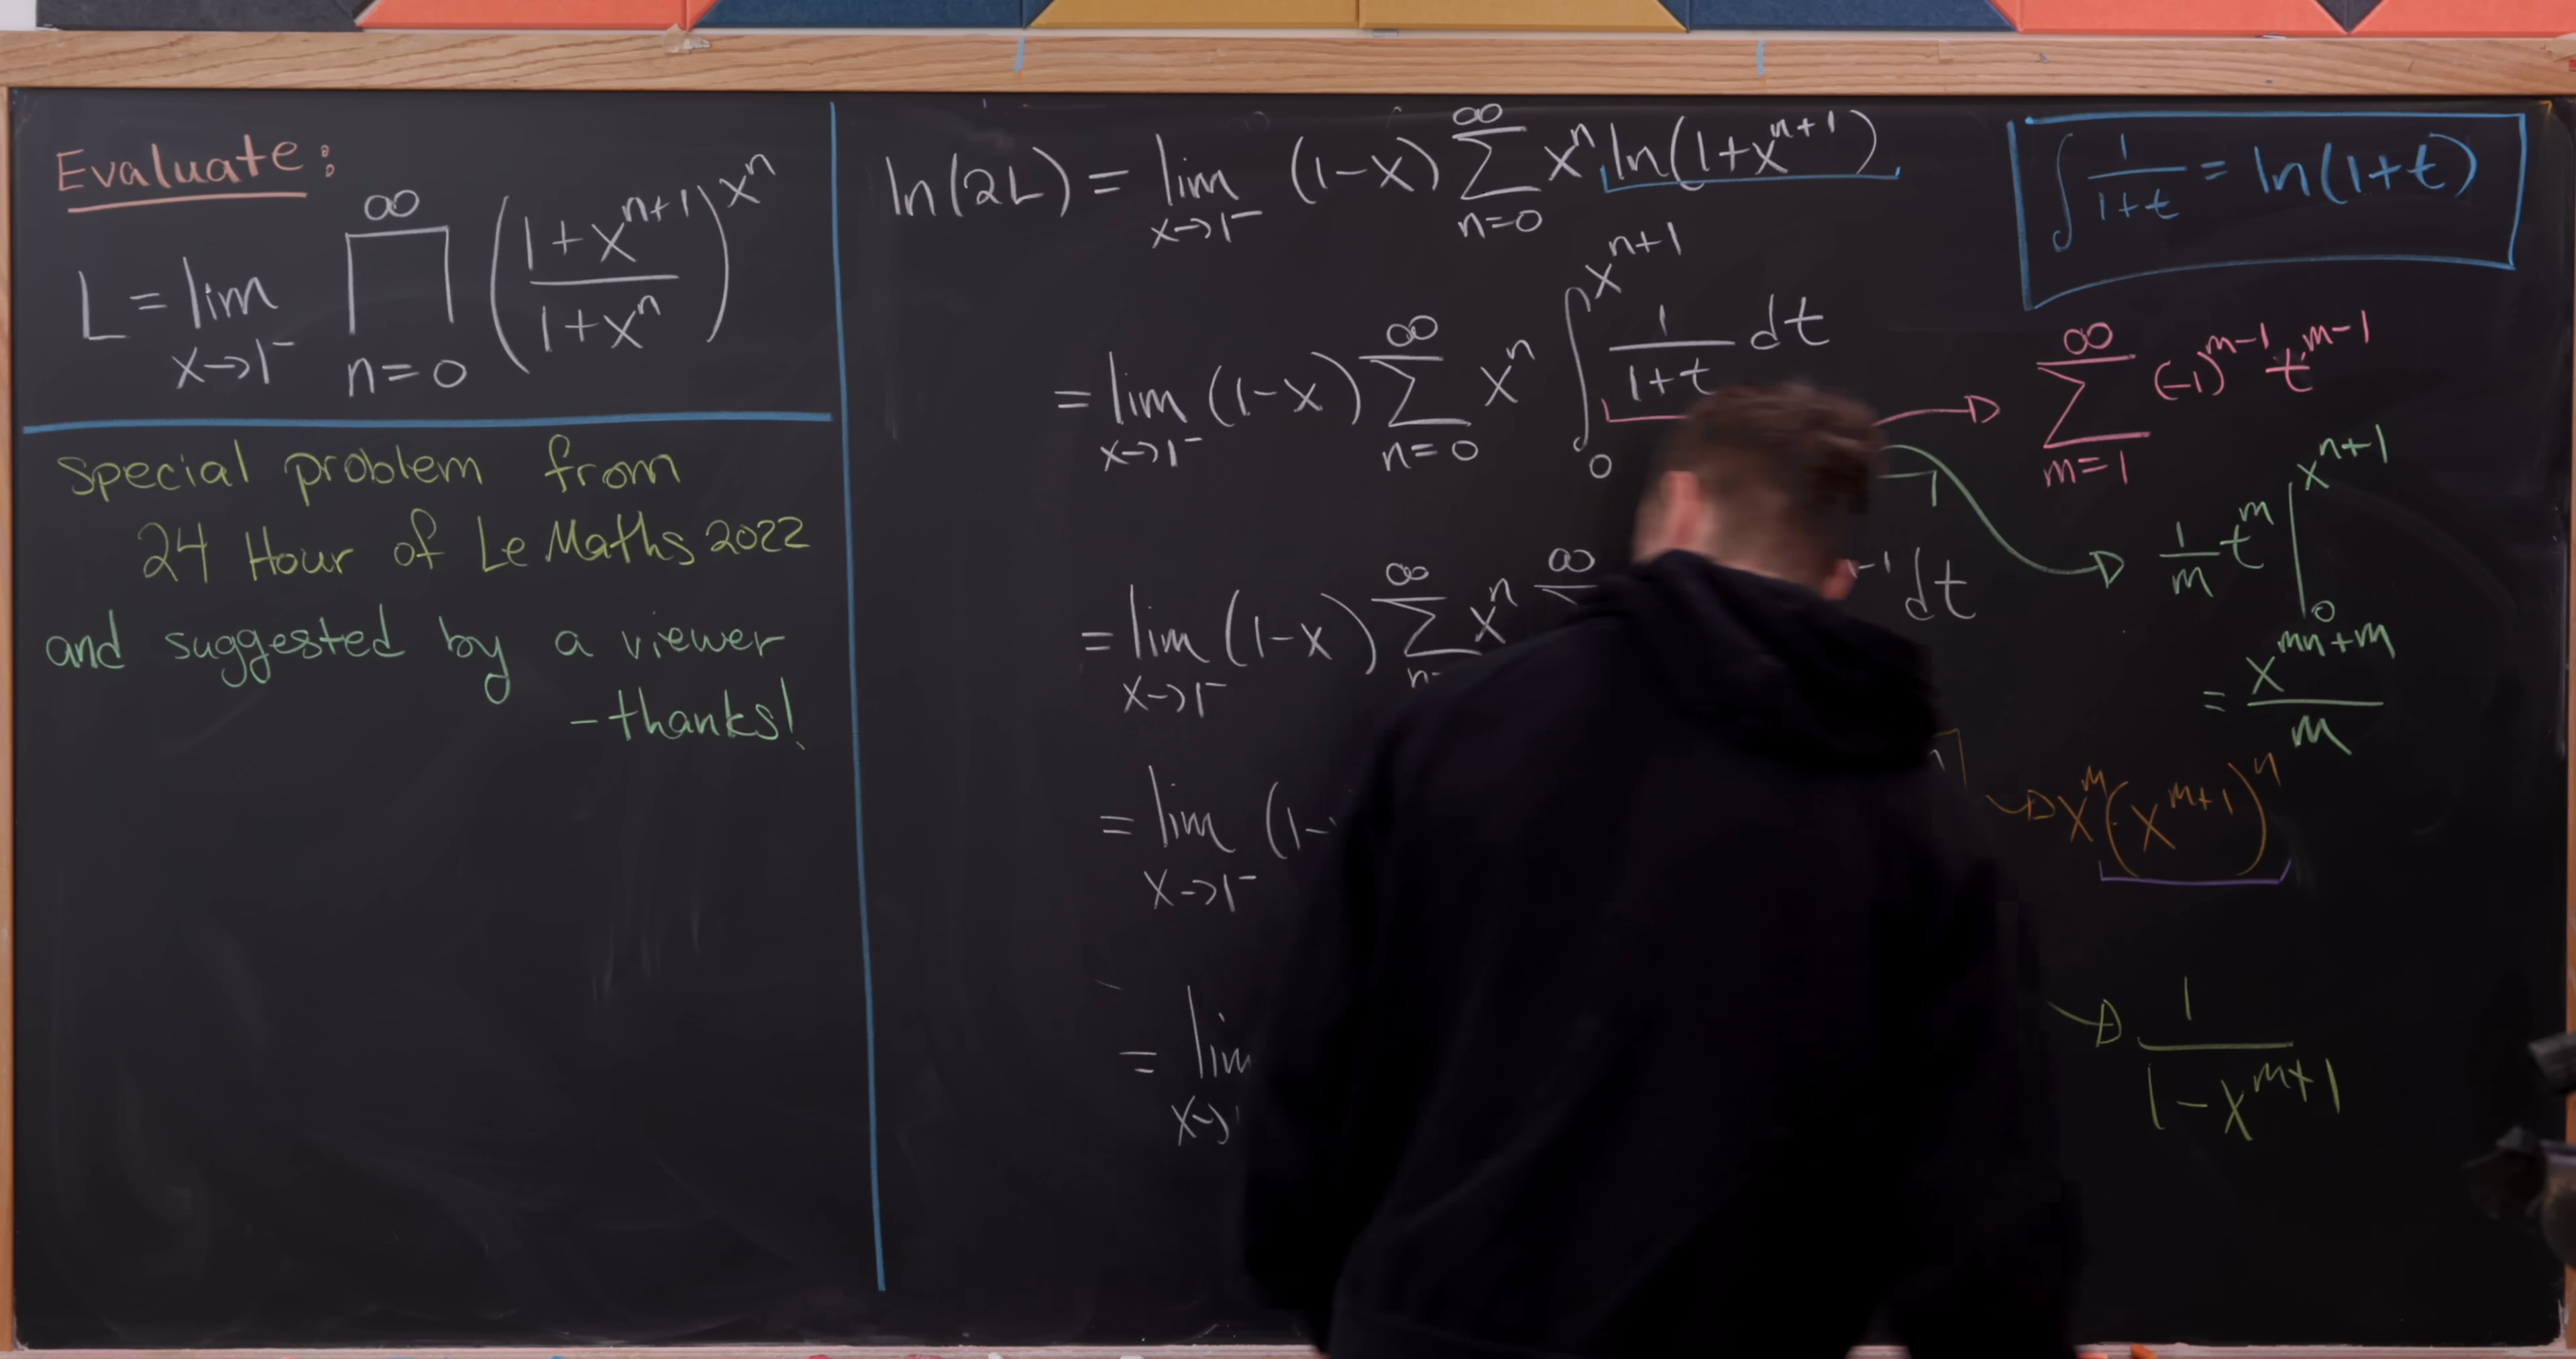 Evaluate:
L = lim x→1⁻ ∏ n=0 ∞ ( (1+x^{n+1}) / (1+x^n) )^{x^n}
special problem from
24 Hour of Le Maths 2022
and suggested by a viewer
- thanks!
ln(2L) = lim x→1⁻ (1-x) ∑ n=0 ∞ x^n ln(1+x^{n+1})
∫ 1/(1+t) = ln(1+t)
= lim x→1⁻ (1-x) ∑ n=0 ∞ x^n ∫ 0 x^{n+1} 1/(1+t) dt
∑ m=1 ∞ (-1)^{m-1} t^{m-1}
= lim x→1⁻ (1-x) ∑ ∞ x^n ∞ -1 dt
1/m t^m | 0 x^{n+1}
= x^{mn+m} / m
= lim x→1⁻ (1-
x^m (x^{m+1})^n
= lim x→
1 / (1-x^{m+1})